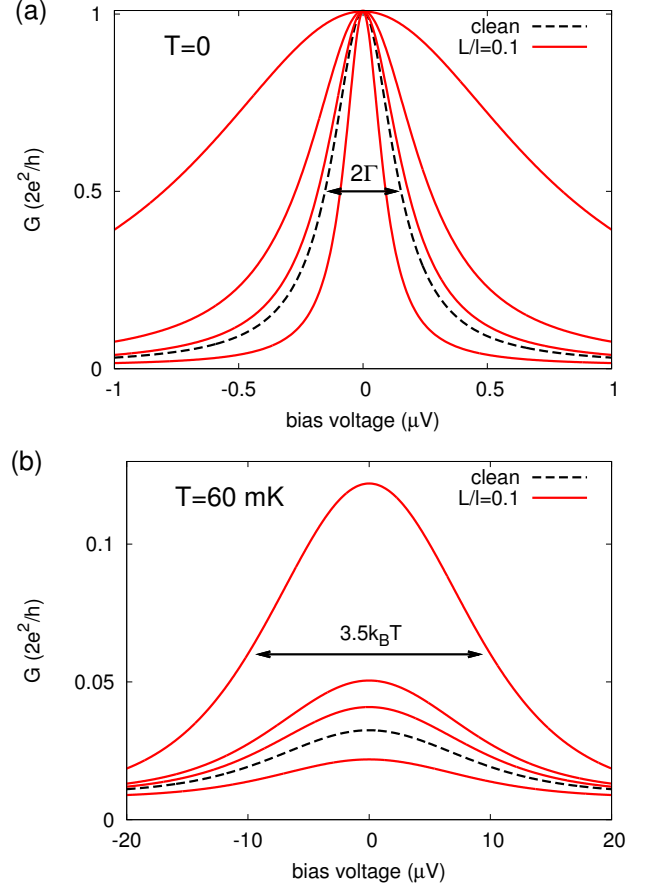 (a)
T=0
clean
L/l=0.1
2Γ
G (2e²/h)
1
0.5
0
-1
-0.5
0
0.5
1
bias voltage (μV)
(b)
T=60 mK
clean
L/l=0.1
3.5k_BT
G (2e²/h)
0.1
0.05
0
-20
-10
0
10
20
bias voltage (μV)